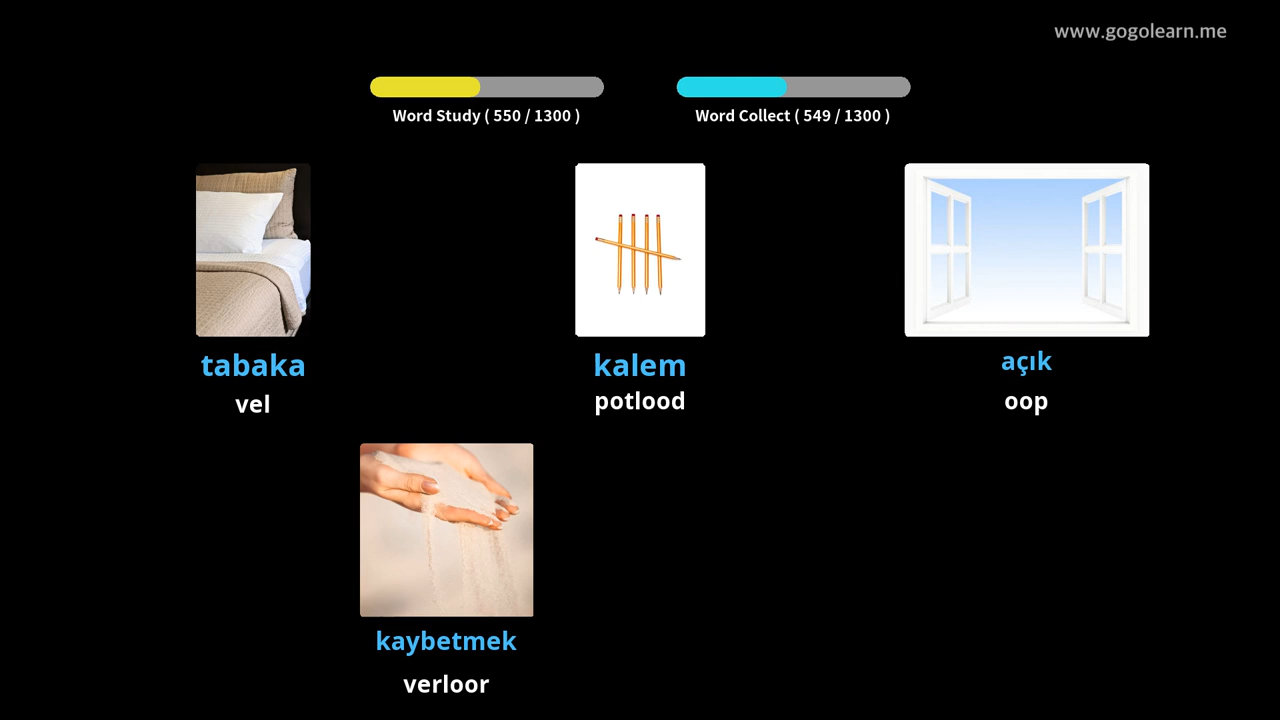 www.gogolearn.me
Word Study ( 550 / 1300 )
Word Collect ( 549 / 1300 )
tabaka
vel
kalem
potlood
açık
oop
kaybetmek
verloor